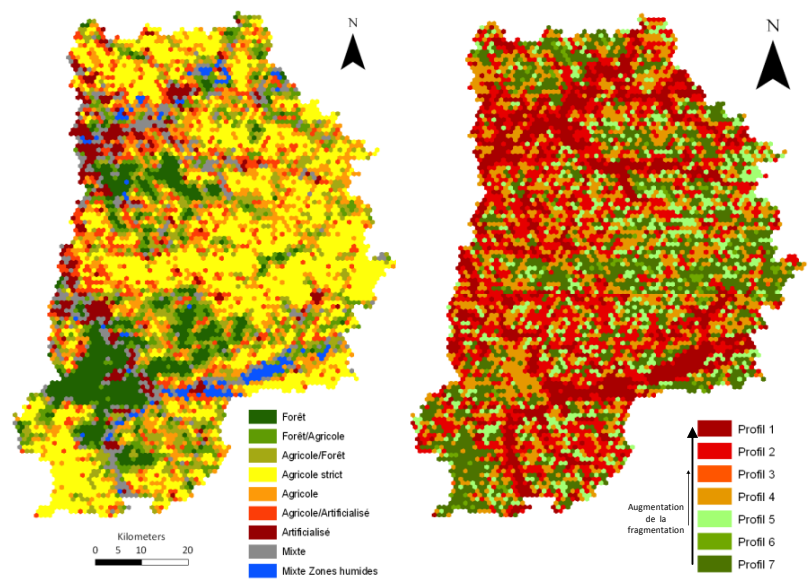 N
N
Forêt
Forêt/Agricole
Agricole/Forêt
Agricole strict
Agricole
Agricole/Artificialisé
Artificialisé
Mixte
Mixte Zones humides
Kilometers
0 5 10 20
Profil 1
Profil 2
Profil 3
Profil 4
Profil 5
Profil 6
Profil 7
Augmentation
de la
fragmentation